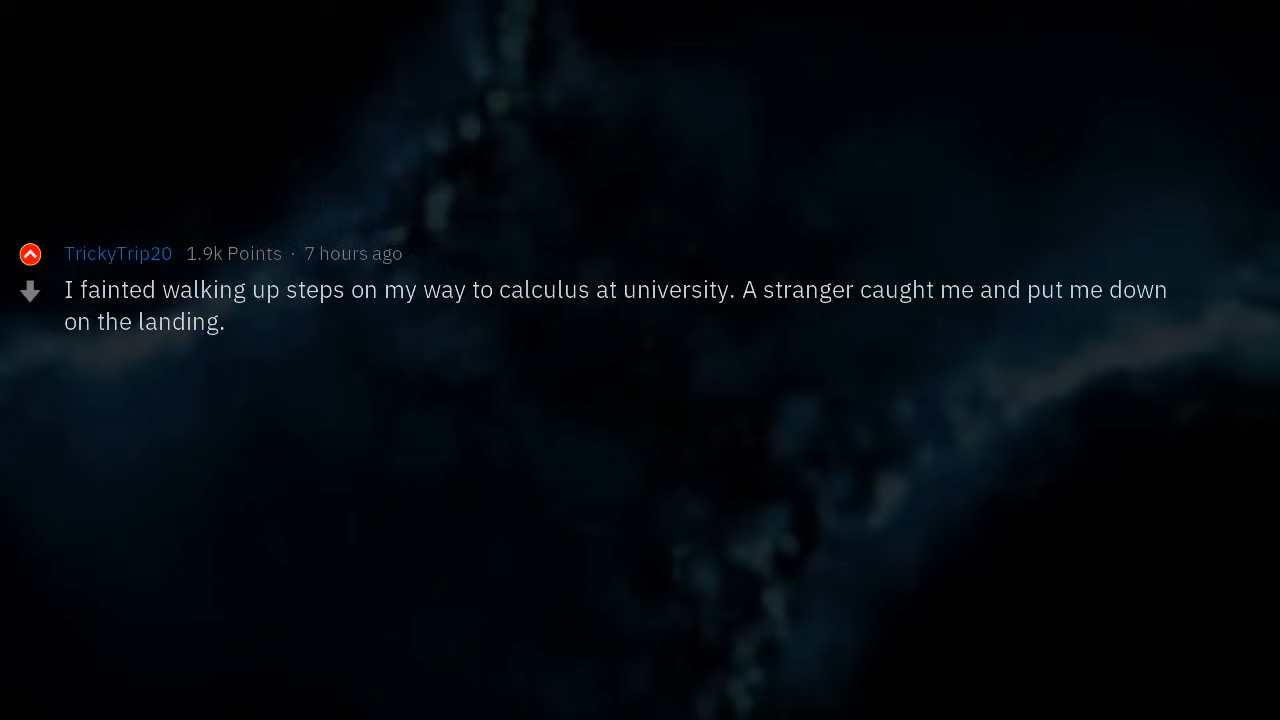 TrickyTrip20 1.9k Points · 7 hours ago
I fainted walking up steps on my way to calculus at university. A stranger caught me and put me down
on the landing.